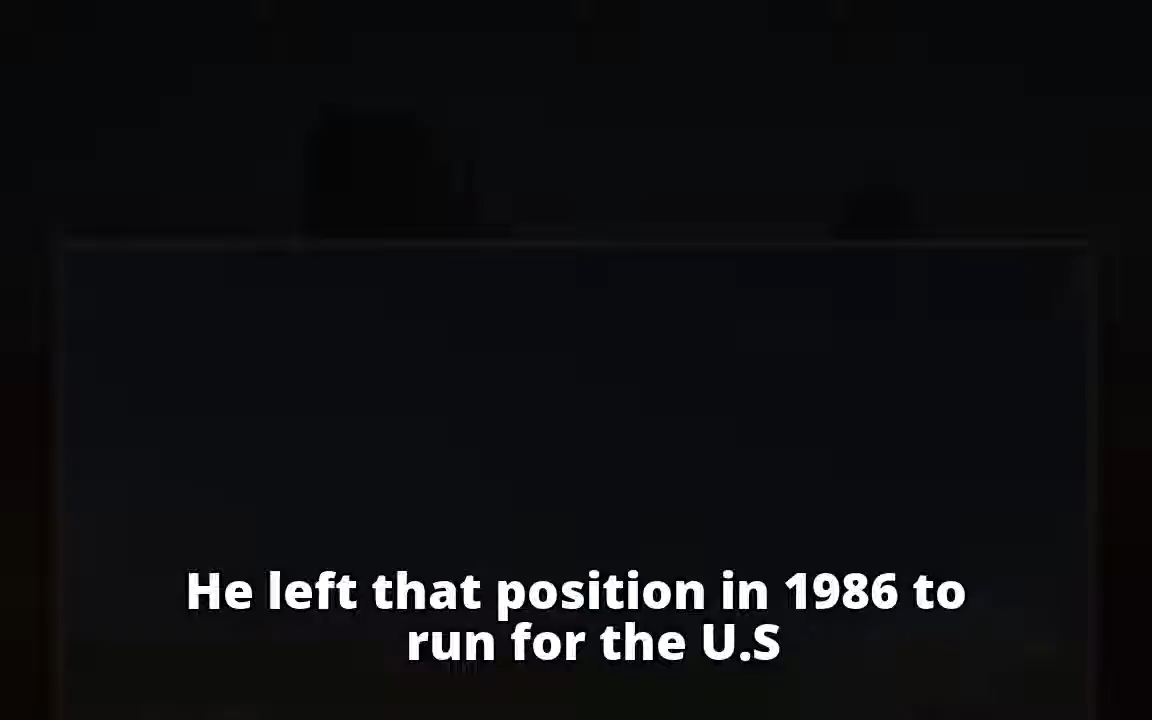 He left that position in 1986 to
run for the U.S